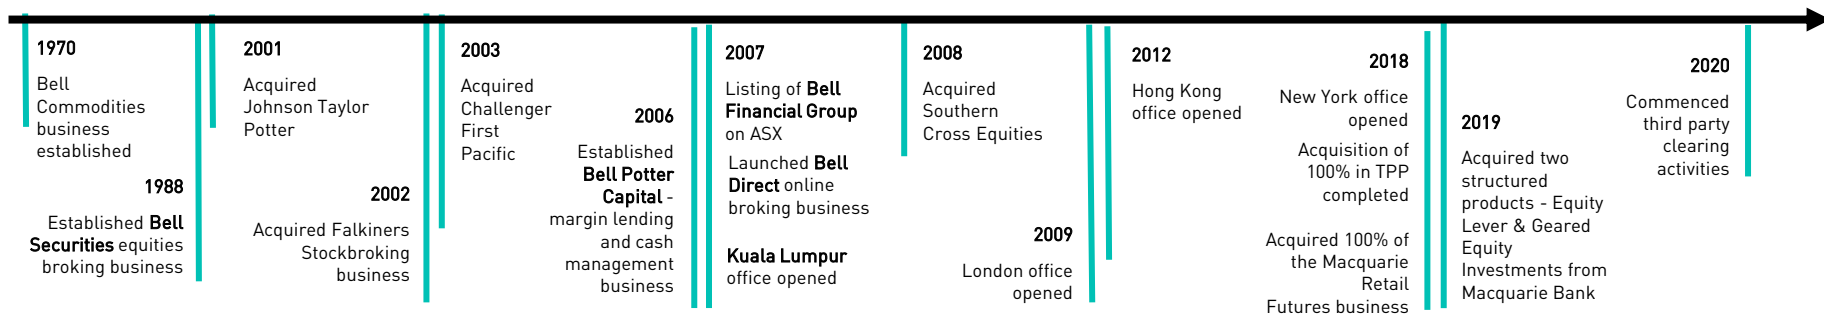 1970
Bell
Commodities
business
established
1988
Established Bell
Securities equities
broking business
2001
Acquired
Johnson Taylor
Potter
2002
Acquired Falkiners
Stockbroking
business
2003
Acquired
Challenger
First
Pacific
2006
Established
Bell Potter
Capital -
margin lending
and cash
management
business
2007
Listing of Bell
Financial Group
on ASX
Launched Bell
Direct online
broking business
Kuala Lumpur
office opened
2008
Acquired
Southern
Cross Equities
2009
London office
opened
2012
Hong Kong
office opened
2018
New York office
opened
Acquisition of
100% in TPP
completed
Acquired 100% of
the Macquarie
Retail
Futures business
2019
Acquired two
structured
products - Equity
Lever & Geared
Equity
Investments from
Macquarie Bank
2020
Commenced
third party
clearing
activities